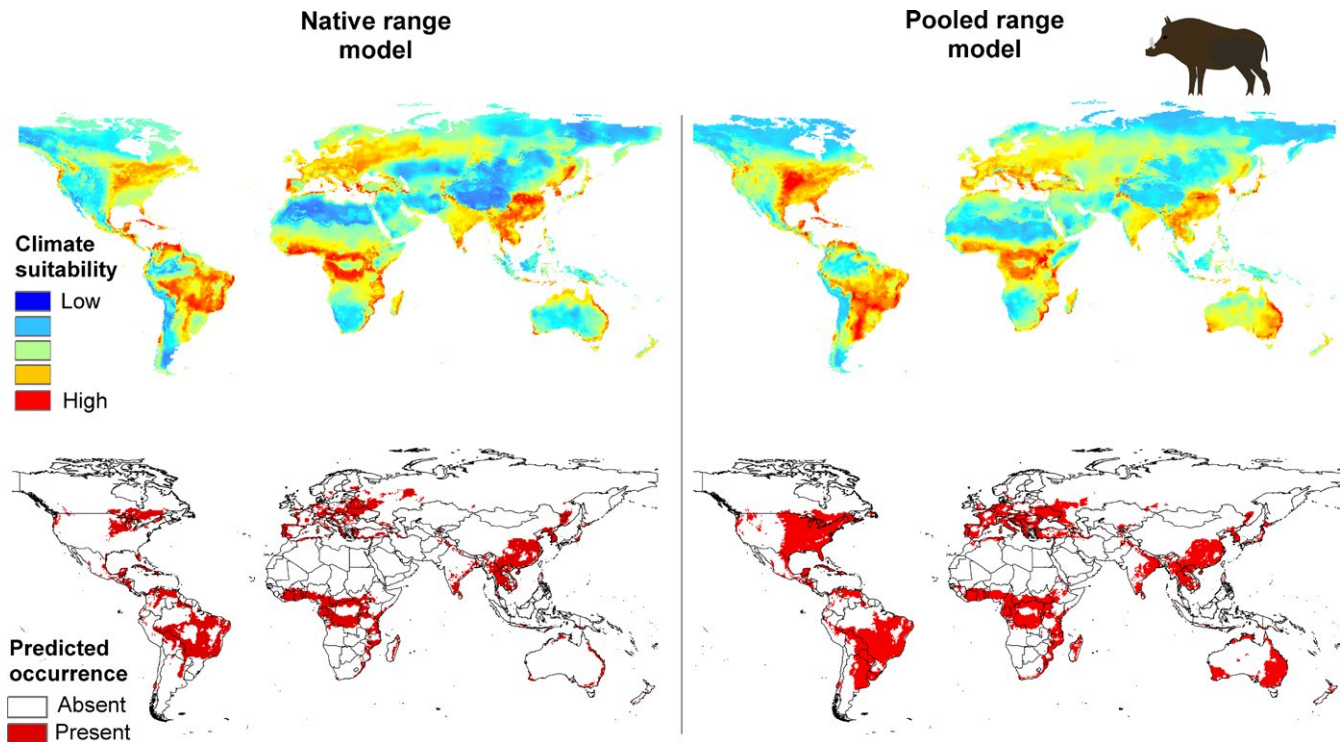 Native range
model
Pooled range
model
Climate
suitability
Low
High
Predicted
occurrence
Absent
Present